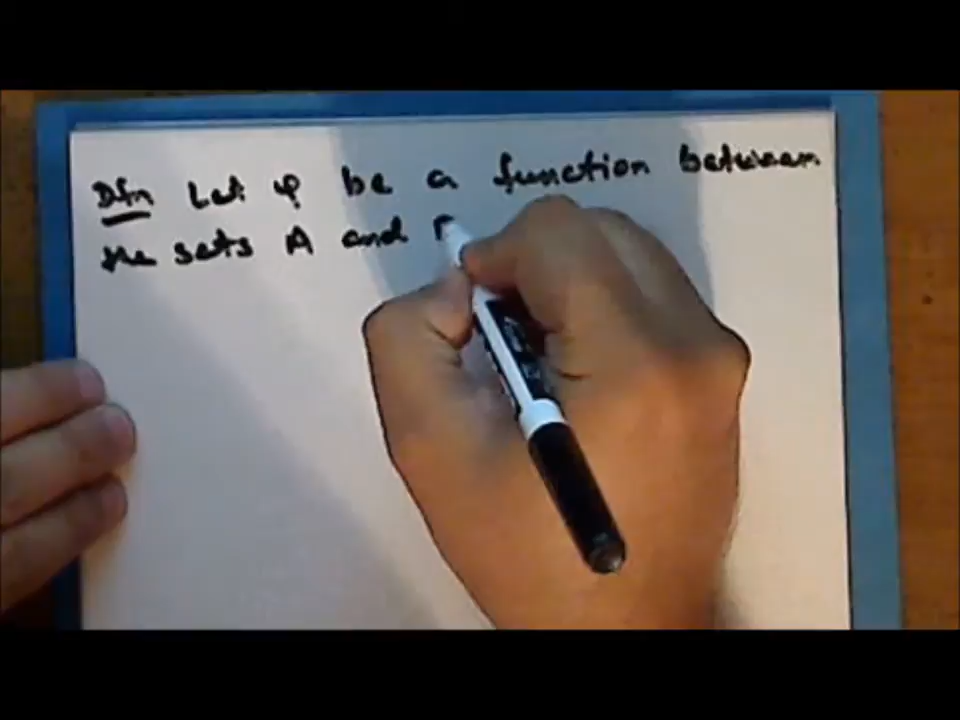 Dfn Let φ be a function between
the sets A and